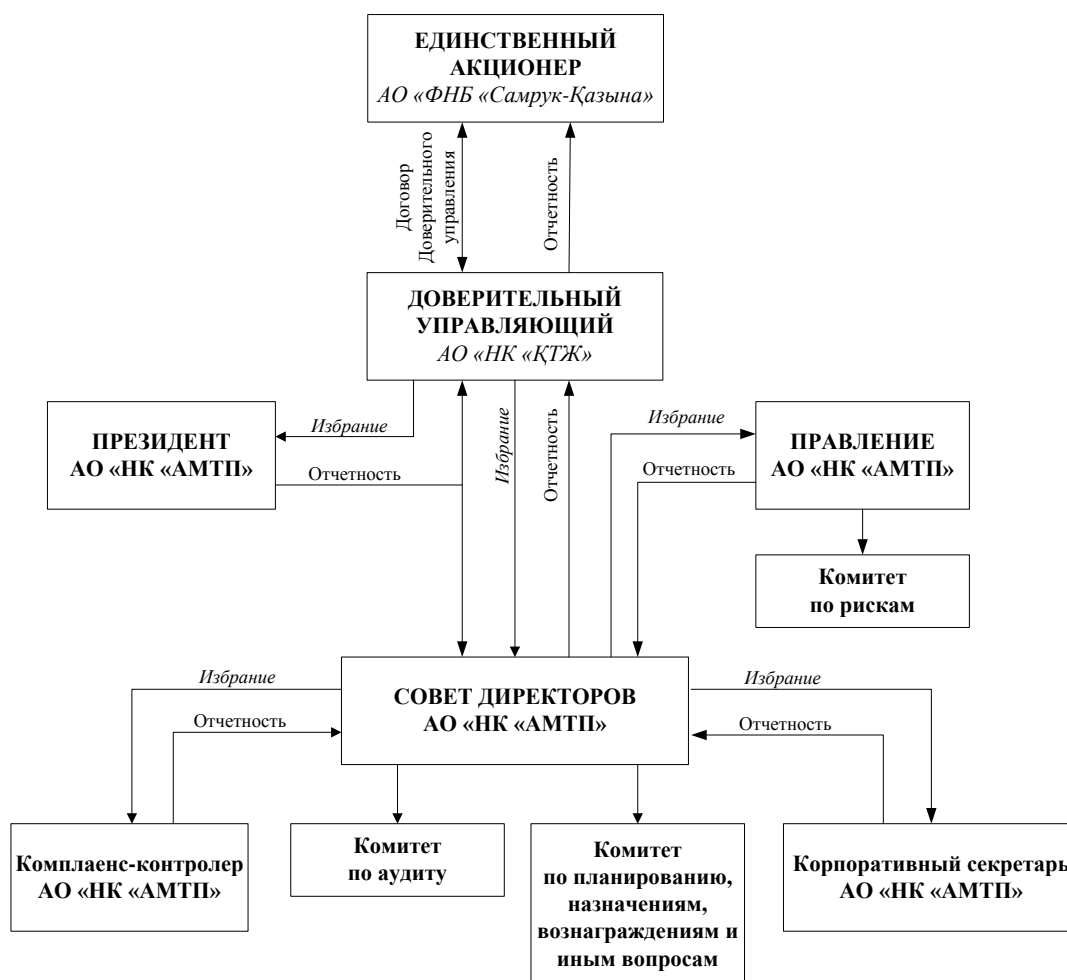 ЕДИНСТВЕННЫЙ
АКЦИОНЕР
АО «ФНБ «Самрук-Қазына»
Договор
Доверительного
управления
Отчетность
ДОВЕРИТЕЛЬНЫЙ
УПРАВЛЯЮЩИЙ
АО «НК «ҚТЖ»
ПРЕЗИДЕНТ
АО «НК «АМТП»
Избрание
Отчетность
Избрание
Отчетность
Избрание
Отчетность
ПРАВЛЕНИЕ
АО «НК «АМТП»
Комитет
по рискам
СОВЕТ ДИРЕКТОРОВ
АО «НК «АМТП»
Избрание
Отчетность
Избрание
Отчетность
Комплаенс-контролер
АО «НК «АМТП»
Комитет
по аудиту
Комитет
по планированию,
назначениям,
вознаграждениям и
иным вопросам
Корпоративный секретарь
АО «НК «АМТП»